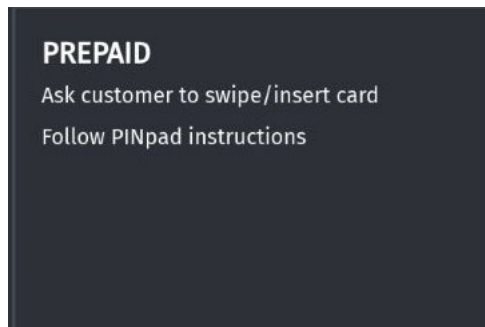 PREPAID
Ask customer to swipe/insert card
Follow PINpad instructions